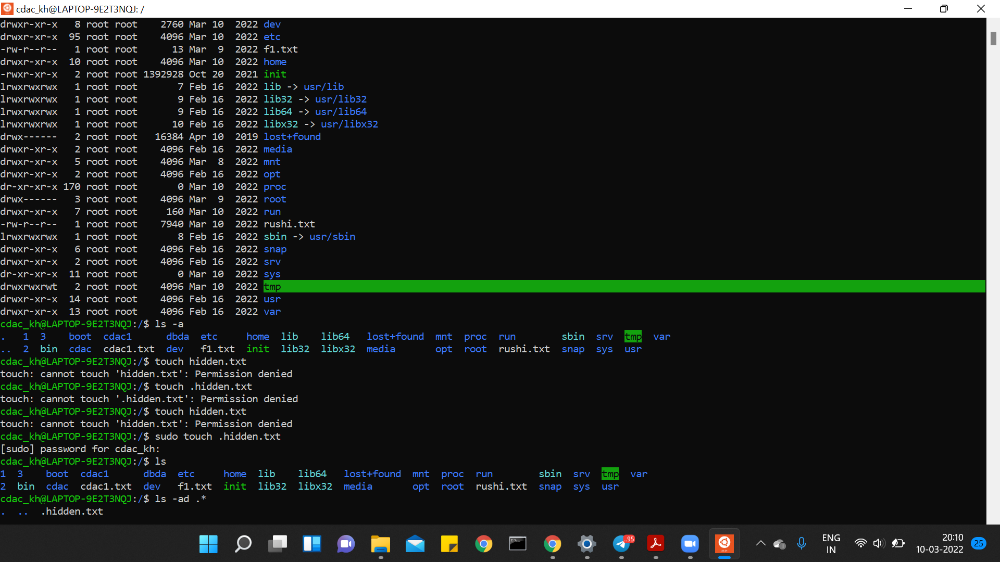 cdac_kh@LAPTOP-9E2T3NQJ: /
drwxr-xr-x   8 root root    2760 Mar 10  2022 dev
drwxr-xr-x  95 root root    4096 Mar 10  2022 etc
-rw-r--r--   1 root root      13 Mar  9  2022 f1.txt
drwxr-xr-x  10 root root    4096 Mar 10  2022 home
-rwxr-xr-x   2 root root 1392928 Oct 20  2021 init
lrwxrwxrwx   1 root root       7 Feb 16  2022 lib -> usr/lib
lrwxrwxrwx   1 root root       9 Feb 16  2022 lib32 -> usr/lib32
lrwxrwxrwx   1 root root       9 Feb 16  2022 lib64 -> usr/lib64
lrwxrwxrwx   1 root root      10 Feb 16  2022 libx32 -> usr/libx32
drwx------   2 root root   16384 Apr 10  2019 lost+found
drwxr-xr-x   2 root root    4096 Feb 16  2022 media
drwxr-xr-x   5 root root    4096 Mar  8  2022 mnt
drwxr-xr-x   2 root root    4096 Feb 16  2022 opt
dr-xr-xr-x 170 root root       0 Mar 10  2022 proc
drwx------   3 root root    4096 Mar  9  2022 root
drwxr-xr-x   7 root root     160 Mar 10  2022 run
-rw-r--r--   1 root root    7940 Mar 10  2022 rushi.txt
lrwxrwxrwx   1 root root       8 Feb 16  2022 sbin -> usr/sbin
drwxr-xr-x   6 root root    4096 Feb 16  2022 snap
drwxr-xr-x   2 root root    4096 Feb 16  2022 srv
dr-xr-xr-x  11 root root       0 Mar 10  2022 sys
drwxrwxrwt   2 root root    4096 Mar 10  2022 tmp
drwxr-xr-x  14 root root    4096 Feb 16  2022 usr
drwxr-xr-x  13 root root    4096 Feb 16  2022 var
cdac_kh@LAPTOP-9E2T3NQJ:/$ ls -a
.   1  3    boot  cdac1      dbda  etc     home  lib    lib64   lost+found  mnt  proc  run        sbin  srv  tmp  var
..  2  bin  cdac  cdac1.txt  dev   f1.txt  init  lib32  libx32  media       opt  root  rushi.txt  snap  sys  usr
cdac_kh@LAPTOP-9E2T3NQJ:/$ touch hidden.txt
touch: cannot touch 'hidden.txt': Permission denied
cdac_kh@LAPTOP-9E2T3NQJ:/$ touch .hidden.txt
touch: cannot touch '.hidden.txt': Permission denied
cdac_kh@LAPTOP-9E2T3NQJ:/$ touch hidden.txt
touch: cannot touch 'hidden.txt': Permission denied
cdac_kh@LAPTOP-9E2T3NQJ:/$ sudo touch .hidden.txt
[sudo] password for cdac_kh:
cdac_kh@LAPTOP-9E2T3NQJ:/$ ls
1  3    boot  cdac1      dbda  etc     home  lib    lib64   lost+found  mnt  proc  run        sbin  srv  tmp  var
2  bin  cdac  cdac1.txt  dev   f1.txt  init  lib32  libx32  media       opt  root  rushi.txt  snap  sys  usr
cdac_kh@LAPTOP-9E2T3NQJ:/$ ls -ad .*
.  ..  .hidden.txt
..95
ENG
IN
20:10
10-03-2022
25